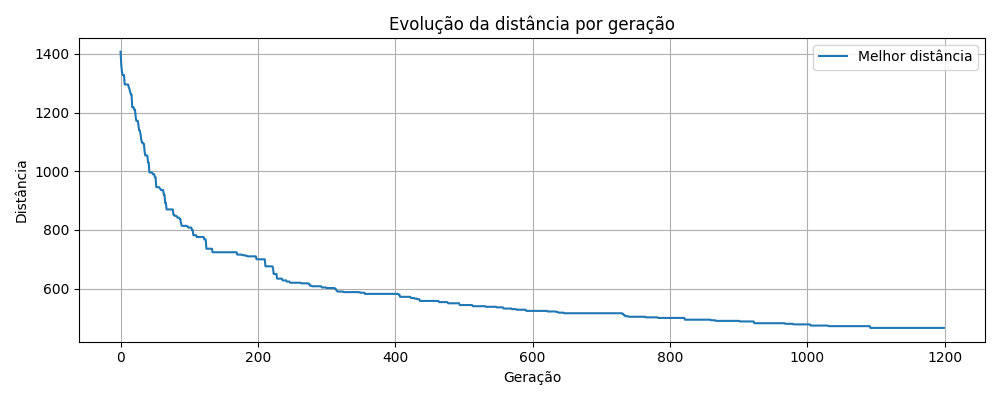 Evolução da distância por geração
Melhor distância
Distância
1400
1200
1000
800
600
0 200 400 600 800 1000 1200
Geração